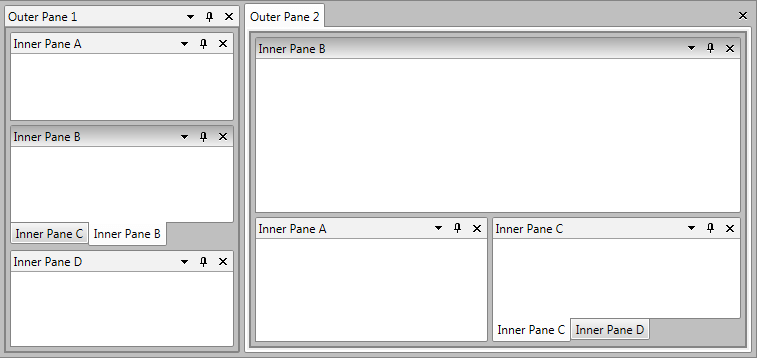 Outer Pane 1
Inner Pane A
Inner Pane B
Inner Pane C Inner Pane B
Inner Pane D
Outer Pane 2
Inner Pane B
Inner Pane A
Inner Pane C
Inner Pane C Inner Pane D